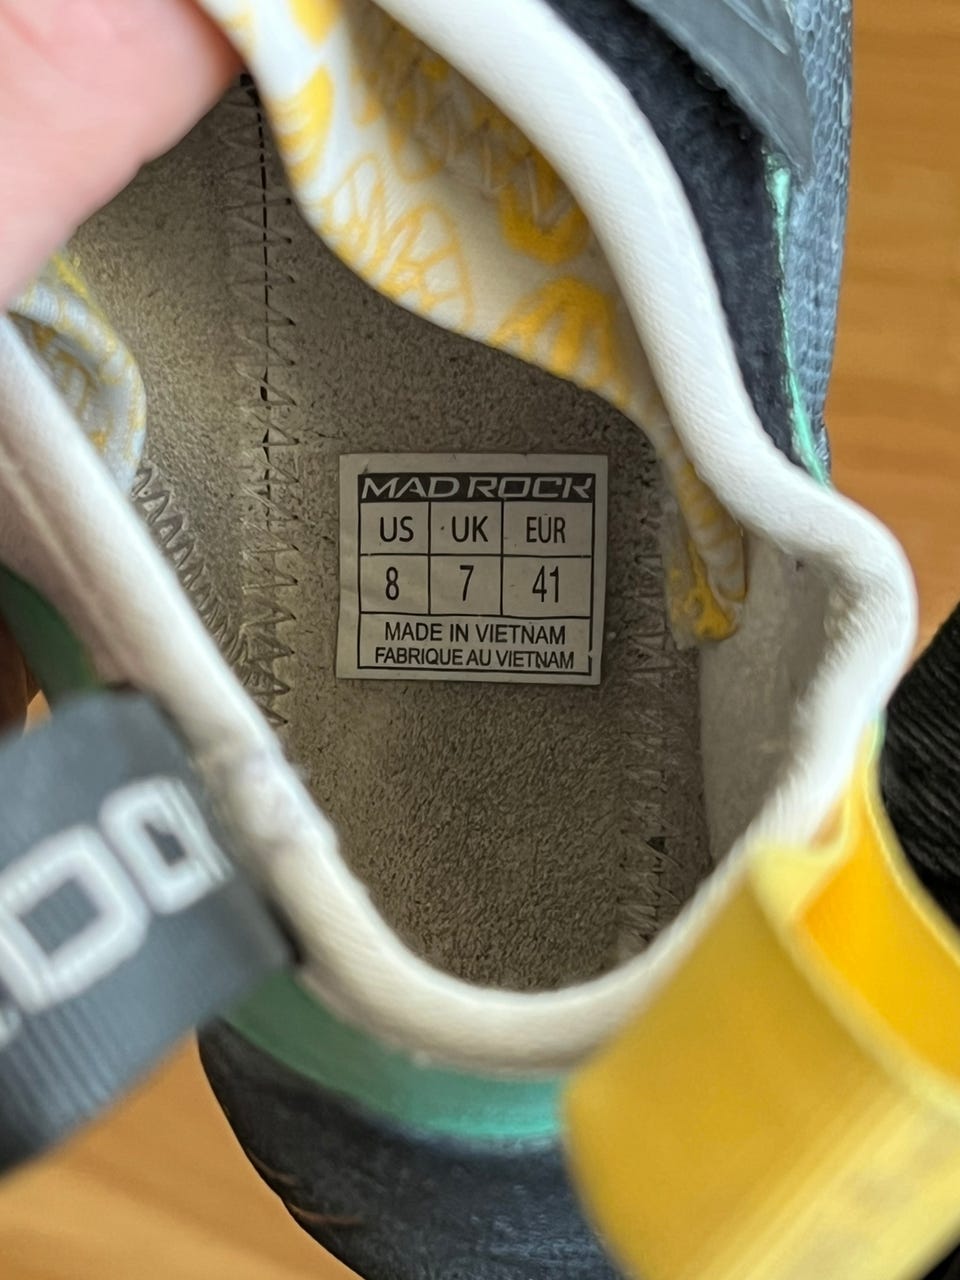 MAD ROCK
US UK EUR
8 7 41
MADE IN VIETNAM
FABRIQUE AU VIETNAM